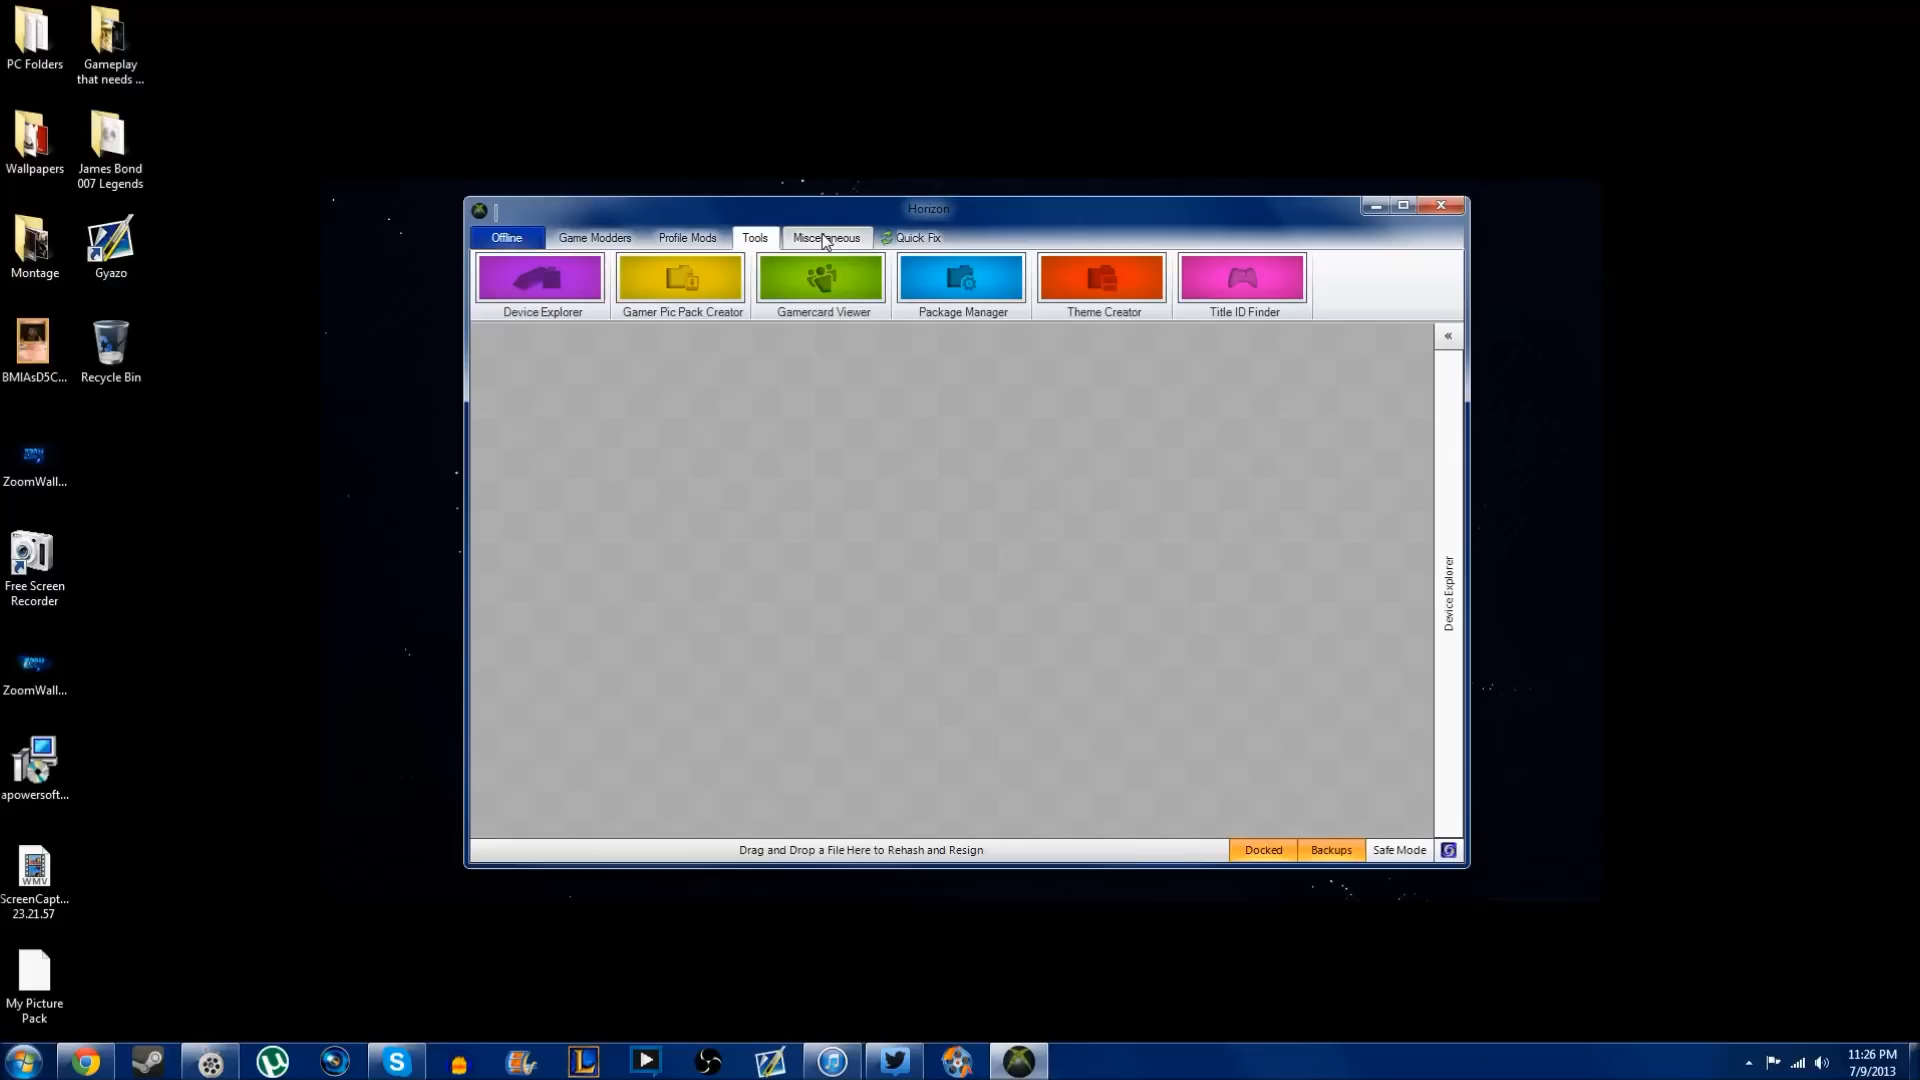 PC Folders
Gameplay
that needs ...
Wallpapers
James Bond
007 Legends
Montage
Gyazo
BMIAsD5C...
Recycle Bin
ZoomWall...
Free Screen
Recorder
ZoomWall...
apowersoft...
WMV
ScreenCapt...
23.21.57
My Picture
Pack
Horizon
Offline
Game Modders
Profile Mods
Tools
Miscellaneous
Quick Fix
Device Explorer
Gamer Pic Pack Creator
Gamercard Viewer
Package Manager
Theme Creator
Title ID Finder
«
Device Explorer
Drag and Drop a File Here to Rehash and Resign
Docked
Backups
Safe Mode
11:26 PM
7/9/2013